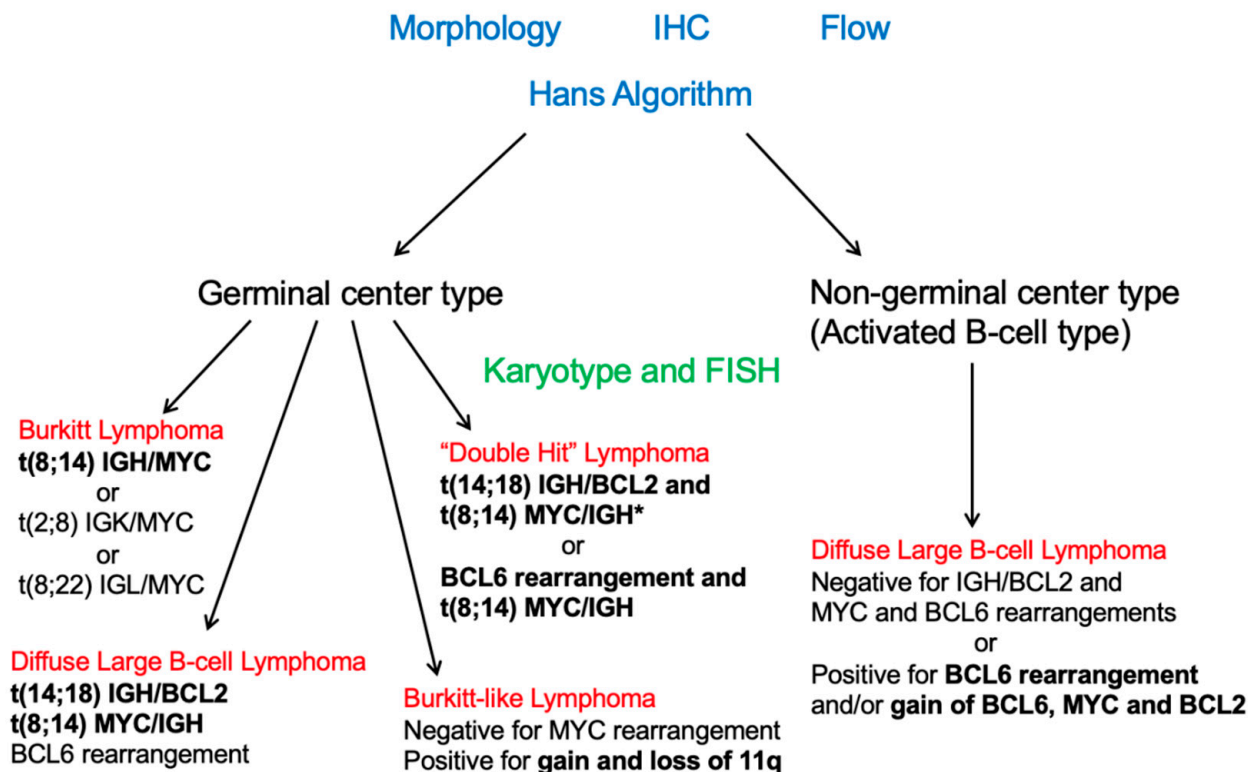 Morphology IHC Flow
Hans Algorithm
Germinal center type
Non-germinal center type
(Activated B-cell type)
Karyotype and FISH
Burkitt Lymphoma
t(8;14) IGH/MYC
or
t(2;8) IGK/MYC
or
t(8;22) IGL/MYC
"Double Hit" Lymphoma
t(14;18) IGH/BCL2 and
t(8;14) MYC/IGH*
or
BCL6 rearrangement and
t(8;14) MYC/IGH
Diffuse Large B-cell Lymphoma
Negative for IGH/BCL2 and
MYC and BCL6 rearrangements
or
Positive for BCL6 rearrangement
and/or gain of BCL6, MYC and BCL2
Diffuse Large B-cell Lymphoma
t(14;18) IGH/BCL2
t(8;14) MYC/IGH
BCL6 rearrangement
Burkitt-like Lymphoma
Negative for MYC rearrangement
Positive for gain and loss of 11q